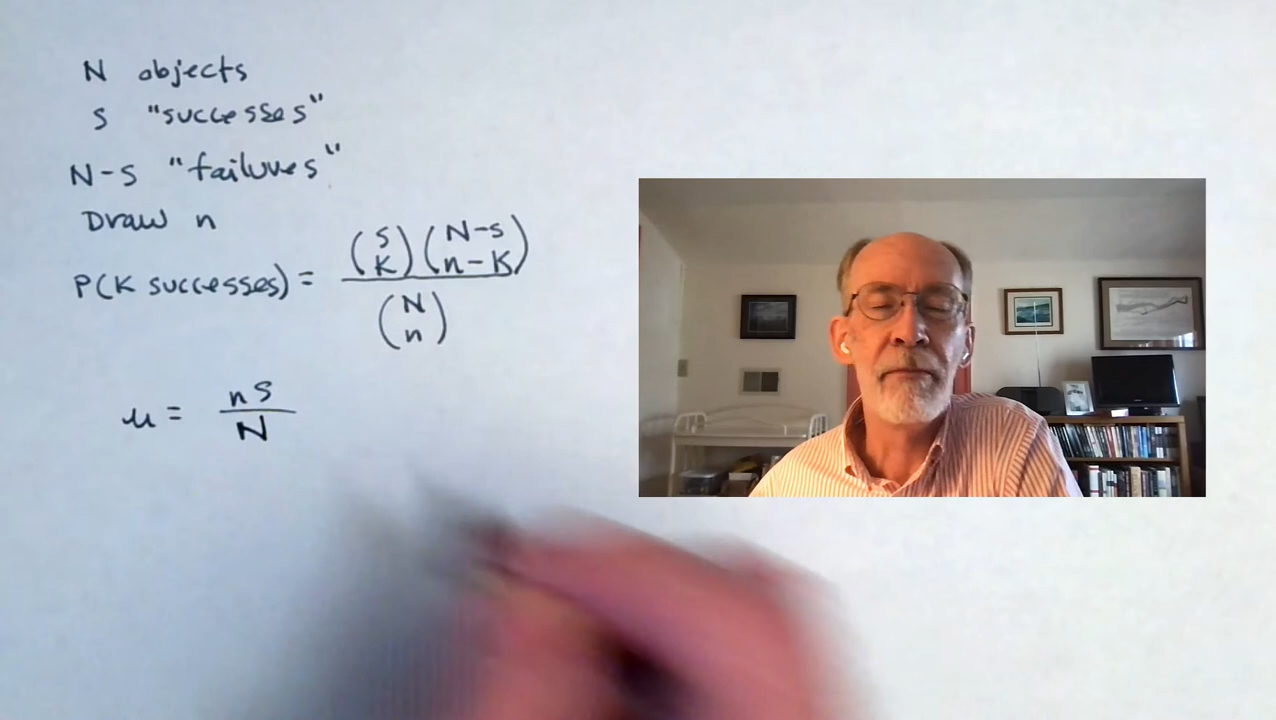 N objects
s "successes"
N-s "failures"
Draw n
P(K successes) = (s K)(N-s n-K) / (N n)
μ = ns / N